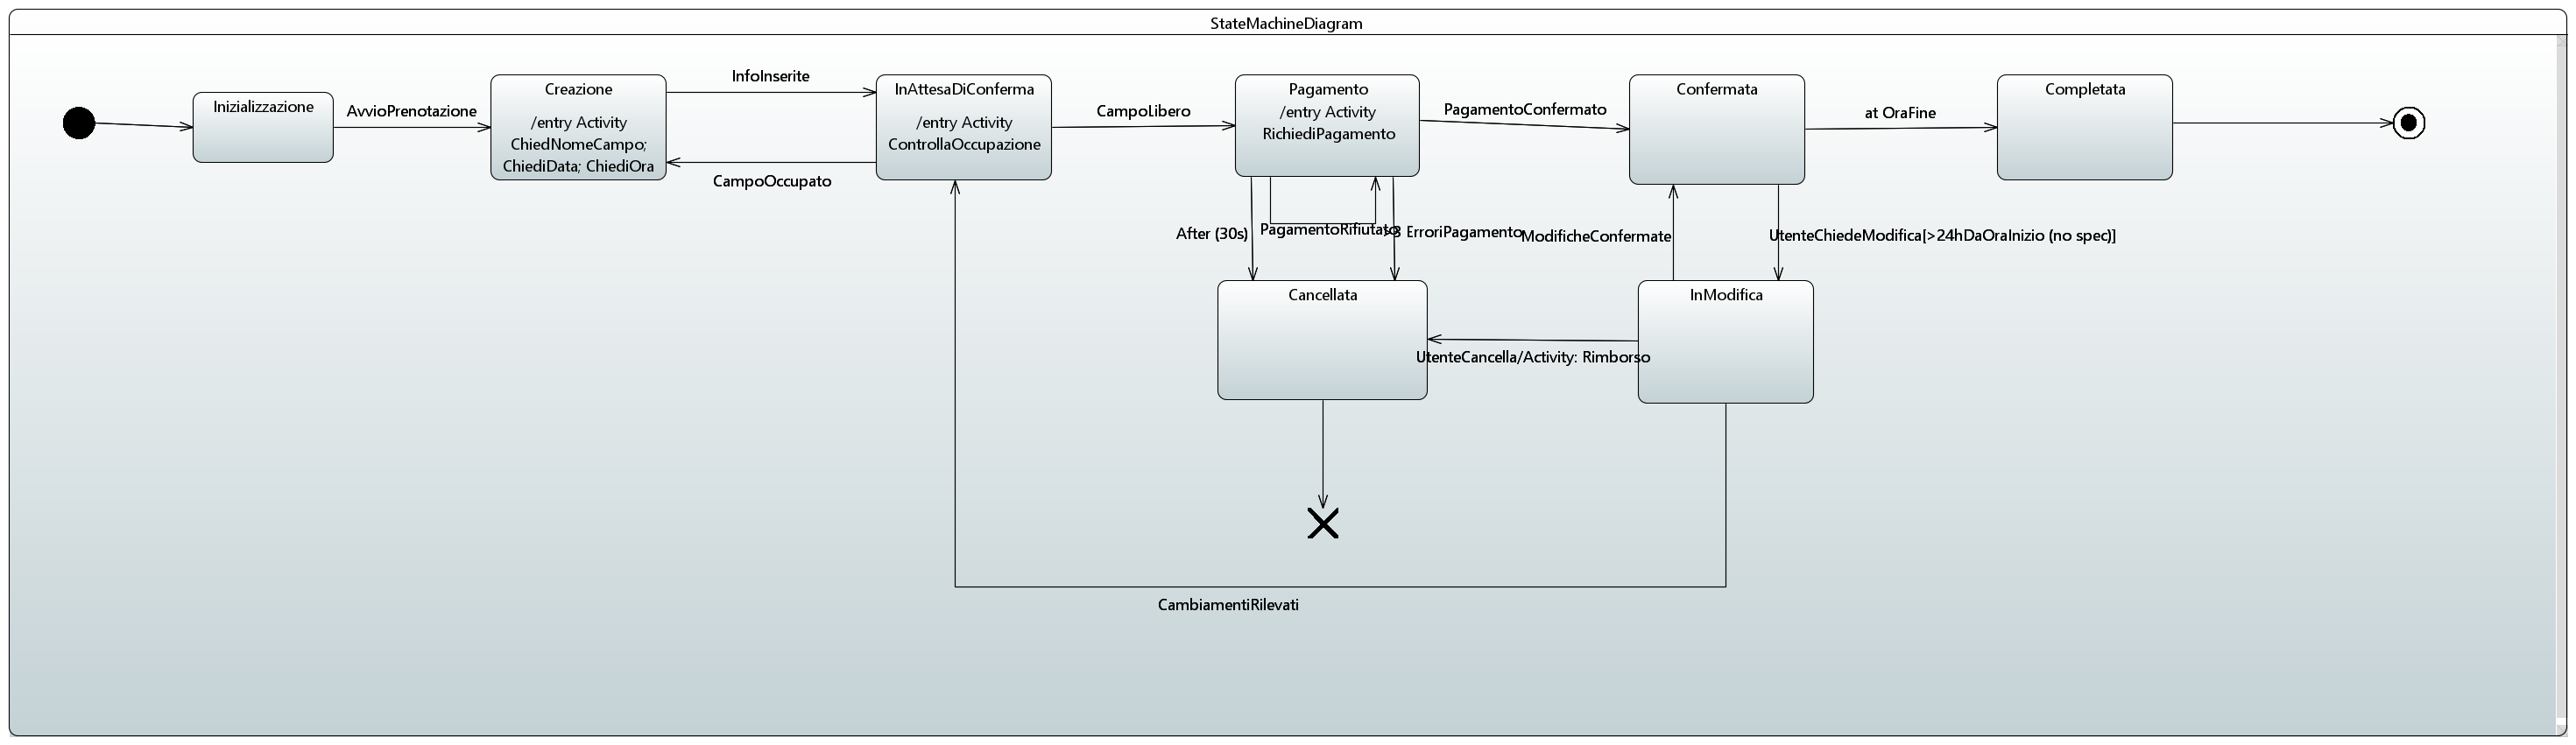 StateMachineDiagram
Inizializzazione
AvvioPrenotazione
Creazione
/entry Activity
ChiedNomeCampo;
ChiediData; ChiediOra
InfoInserite
CampoOccupato
InAttesaDiConferma
/entry Activity
ControllaOccupazione
CampoLibero
Pagamento
/entry Activity
RichiediPagamento
PagamentoConfermato
Confermata
at OraFine
Completata
After (30s)
PagamentoRifiutato
>3 ErroriPagamento
ModificheConfermate
UtenteChiedeModifica[>24hDaOraInizio (no spec)]
Cancellata
InModifica
UtenteCancella/Activity: Rimborso
CambiamentiRilevati